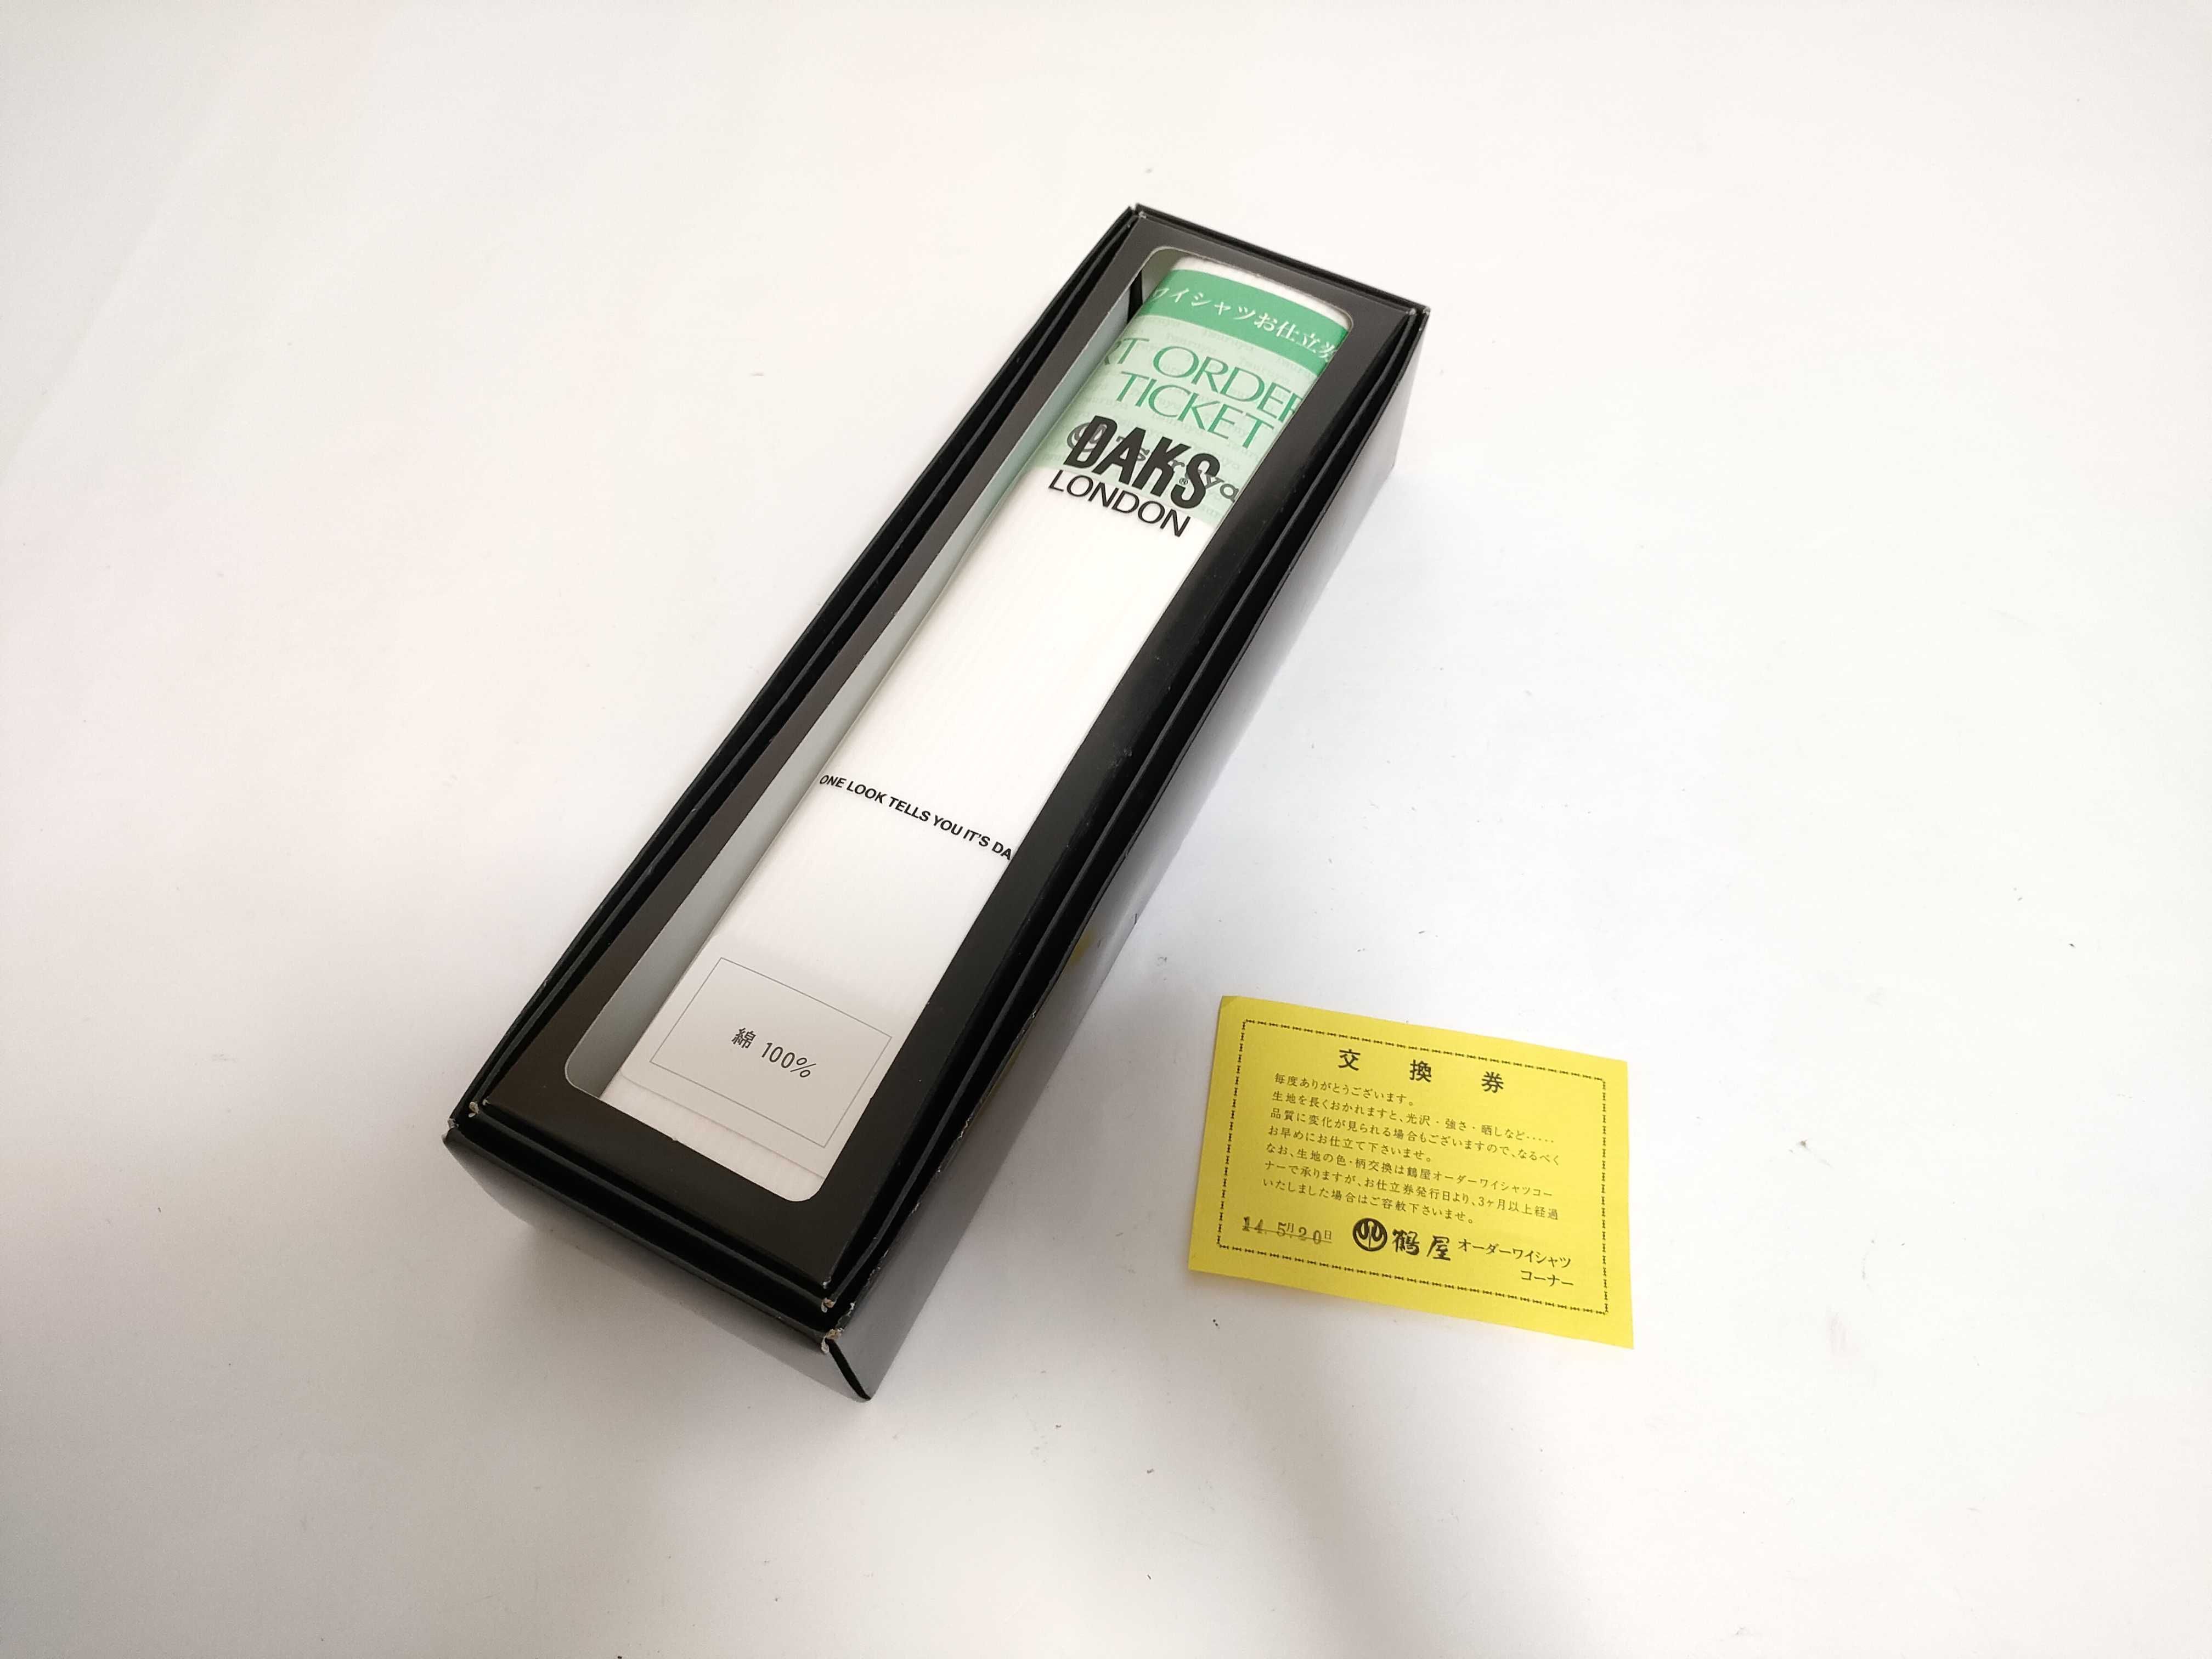 ワイシャツお仕立券
RT ORDER
TICKET
DAKS
LONDON
ONE LOOK TELLS YOU IT'S DA
綿 100%
交換券
毎度ありがとうございます。
生地を長くおかれますと、光沢・強さ・晒しなど・・・・・
品質に変化が見られる場合もございますので、なるべく
お早めにお仕立て下さいませ。
なお、生地の色・柄交換は鶴屋オーダーワイシャツコー
ナーで承りますが、お仕立券発行日より、3ヶ月以上経過
いたしました場合はご容赦下さいませ。
14. 5月20日
鶴屋 オーダーワイシャツ
コーナー